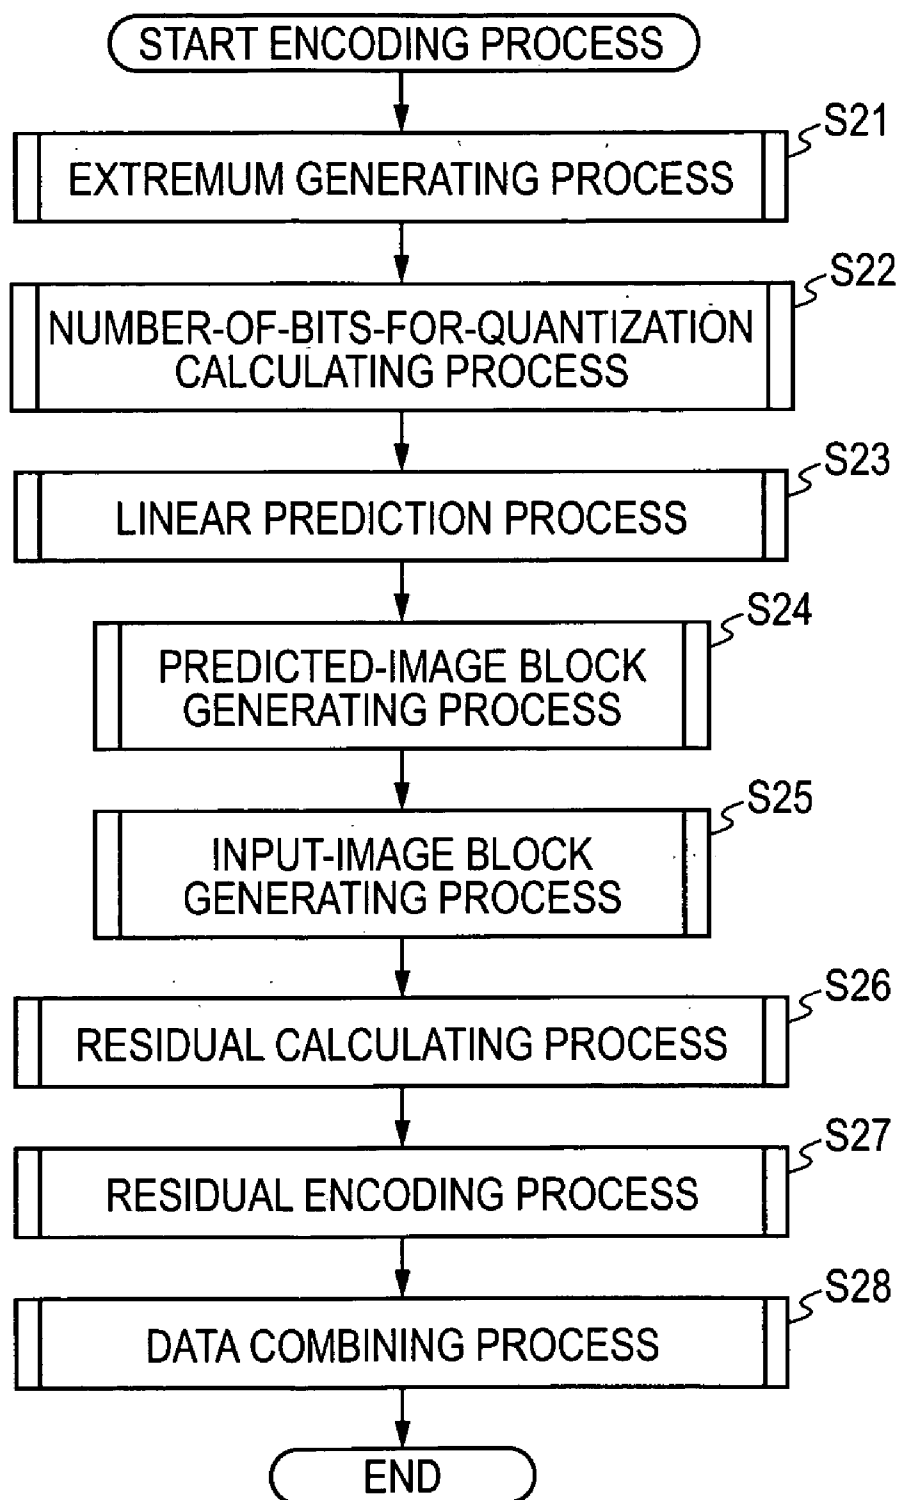 START ENCODING PROCESS
S21
EXTREMUM GENERATING PROCESS
S22
NUMBER-OF-BITS-FOR-QUANTIZATION
CALCULATING PROCESS
S23
LINEAR PREDICTION PROCESS
S24
PREDICTED-IMAGE BLOCK
GENERATING PROCESS
S25
INPUT-IMAGE BLOCK
GENERATING PROCESS
S26
RESIDUAL CALCULATING PROCESS
S27
RESIDUAL ENCODING PROCESS
S28
DATA COMBINING PROCESS
END